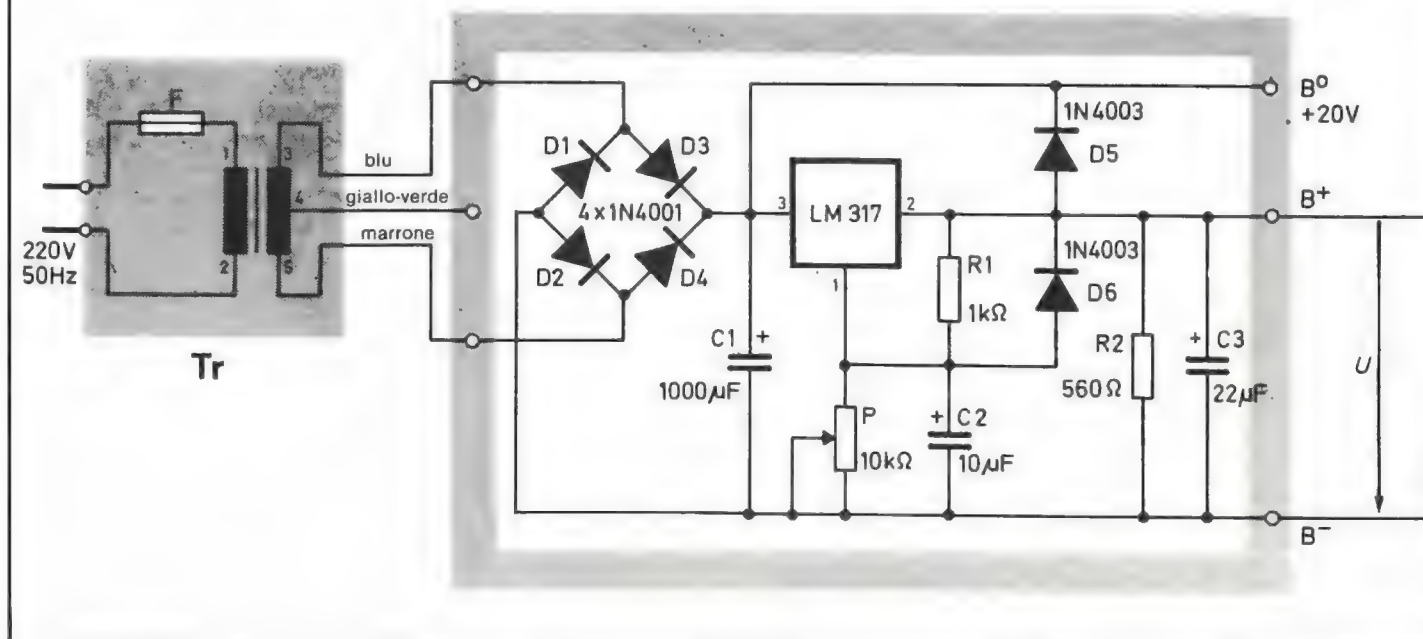 F
1
2
3
4
5
220V
50Hz
Tr
blu
giallo-verde
marrone
D1
D3
4x1N4001
D2
D4
C1 +
1000µF
3
LM 317
2
1
R1
1kΩ
P
10kΩ
+ C2
10µF
1N4003
D5
1N4003
D6
R2
560Ω
+ C3
22µF
B⁰
+20V
B⁺
U
B⁻